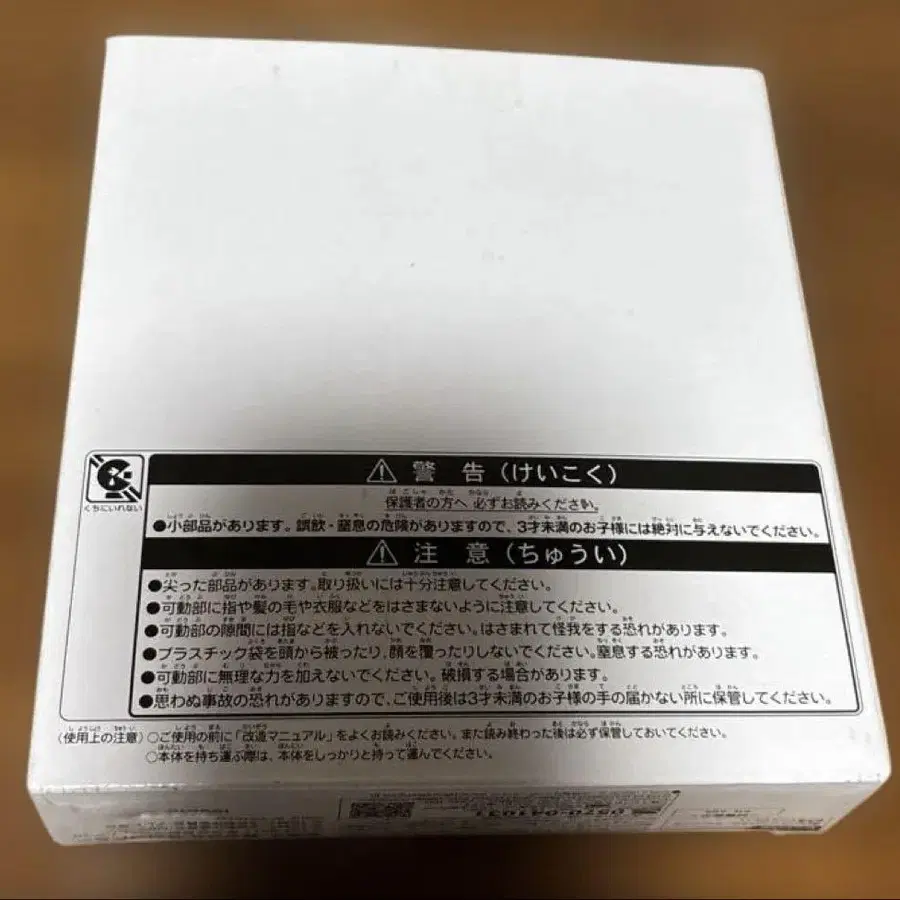 ⚠ 警 告 (けいこく)
くちにいれない
保護者の方へ 必ずお読みください。
●小部品があります。誤飲・窒息の危険がありますので、3才未満のお子様には絶対に与えないでください。
⚠ 注 意 (ちゅうい)
●尖った部品があります。取り扱いには十分注意してください。
●可動部に指や髪の毛や衣服などをはさまないように注意してください。
●可動部の隙間には指などを入れないでください。はさまれて怪我をする恐れがあります。
●プラスチック袋を頭から被ったり、顔を覆ったりしないでください。窒息する恐れがあります。
●可動部に無理な力を加えないでください。破損する場合があります。
●思わぬ事故の恐れがありますので、ご使用後は3才未満のお子様の手の届かない所に保管してください。
(使用上の注意) ○ご使用の前に「改造マニュアル」をよくお読みください。また読み終わった後は必ず保管しておいてください。
○本体を持ち運ぶ際は、本体をしっかりと持って運んでください。